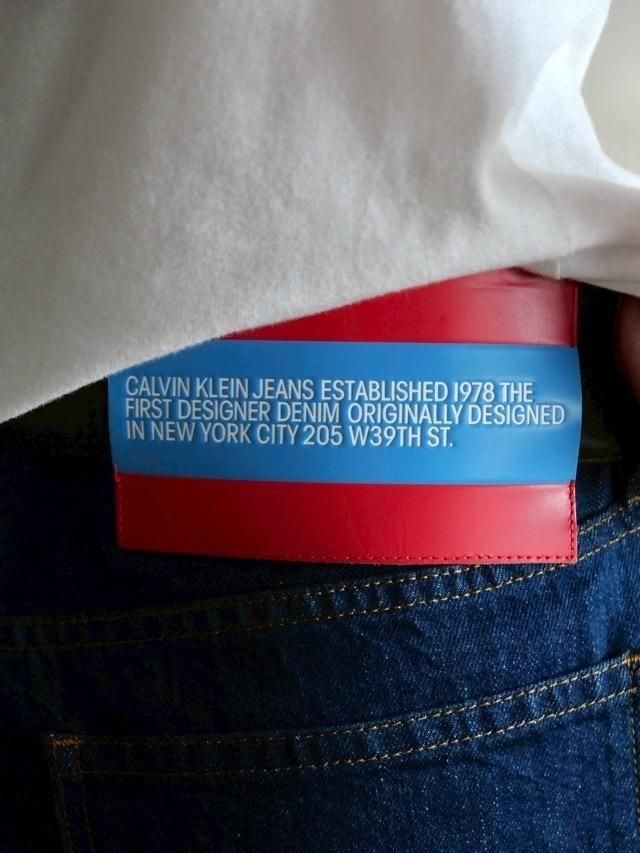 CALVIN KLEIN JEANS ESTABLISHED 1978 THE
FIRST DESIGNER DENIM ORIGINALLY DESIGNED
IN NEW YORK CITY 205 W39TH ST.